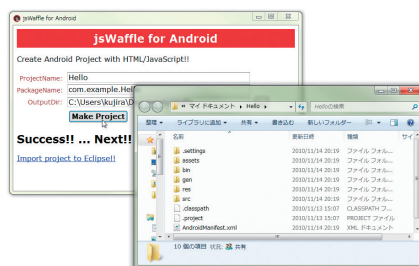 jsWaffle for Android
jsWaffle for Android
Create Android Project with HTML/JavaScript!!
ProjectName: Hello
PackageName: com.example.Hel
OutputDir: C:\Users\kujira\D
Make Project
Success!! ... Next!!
Import project to Eclipse!!
マイ ドキュメント Hello
Helloの検索
整理 ライブラリに追加 共有 書き込む 新しいフォルダー
名前 更新日時 種類 サイ
.settings 2010/11/14 20:19 ファイル フォル...
assets 2010/11/14 20:19 ファイル フォル...
bin 2010/11/14 20:19 ファイル フォル...
gen 2010/11/14 20:19 ファイル フォル...
res 2010/11/14 20:19 ファイル フォル...
src 2010/11/14 20:19 ファイル フォル...
.classpath 2010/11/13 15:07 CLASSPATH フ...
.project 2010/11/13 15:07 PROJECT ファイル
AndroidManifest.xml 2010/11/14 20:19 XML ドキュメント
10 個の項目 状況: 共有